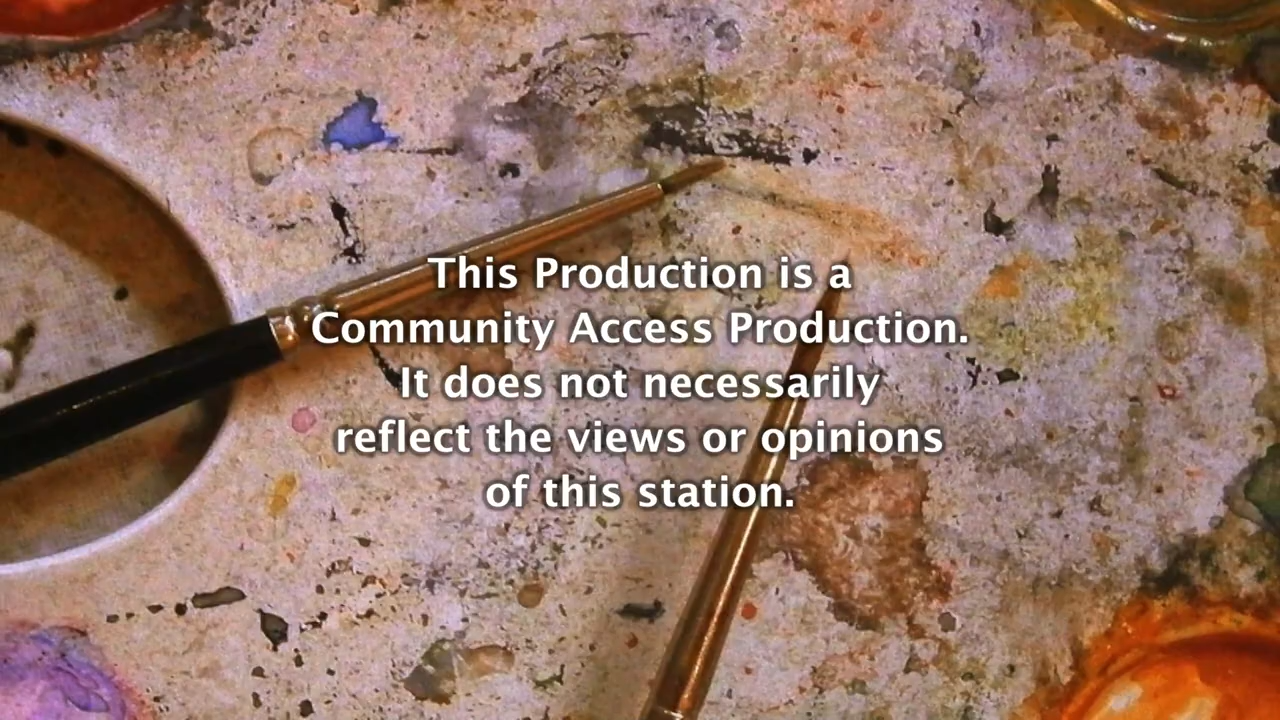 This Production is a
Community Access Production.
It does not necessarily
reflect the views or opinions
of this station.